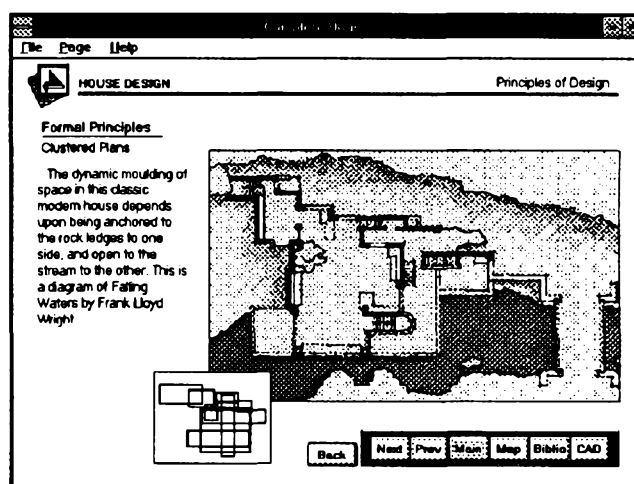 File Page Help
HOUSE DESIGN Principles of Design
Formal Principles
Clustered Plans
The dynamic moulding of
space in this classic
modern house depends
upon being anchored to
the rock ledges to one
side, and open to the
stream to the other. This is
a diagram of Falling
Waters by Frank Lloyd
Wright
Back Next Prev Main Map Biblio CAD